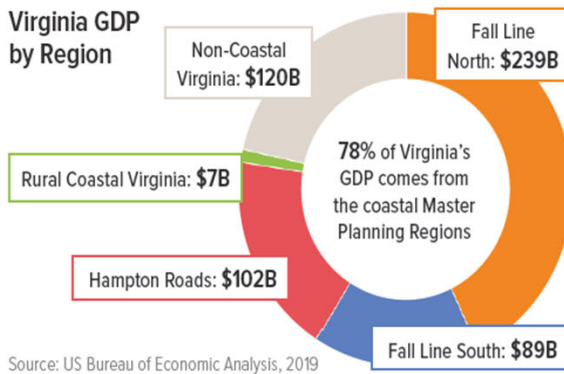 Virginia GDP
by Region
Non-Coastal
Virginia: $120B
Fall Line
North: $239B
78% of Virginia's
GDP comes from
the coastal Master
Planning Regions
Rural Coastal Virginia: $7B
Hampton Roads: $102B
Fall Line South: $89B
Source: US Bureau of Economic Analysis, 2019